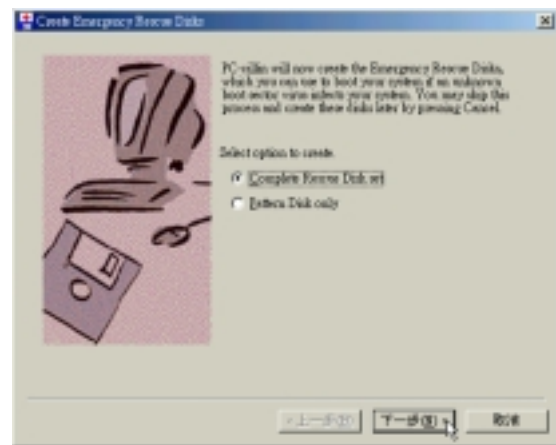 Create Emergency Rescue Disks
PC-cillin will now create the Emergency Rescue Disks,
which you can use to boot your system if an unknown
boot sector virus infects your system. You may skip this
process and create these disks later by pressing Cancel.
Select option to create.
Complete Rescue Disk set
Pattern Disk only
<上一步(B)
下一步(N) >
取消